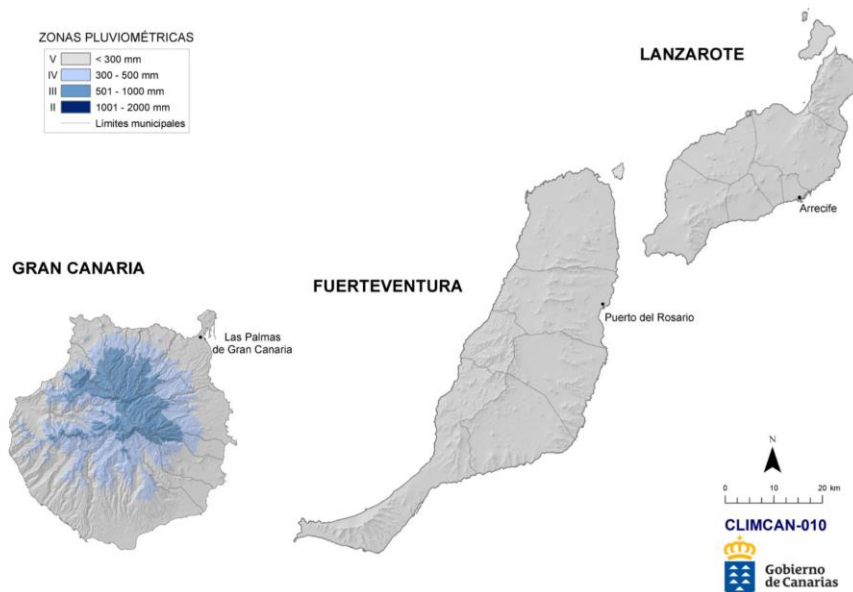 ZONAS PLUVIOMÉTRICAS
V < 300 mm
IV 300 - 500 mm
III 501 - 1000 mm
II 1001 - 2000 mm
Límites municipales
LANZAROTE
Arrecife
GRAN CANARIA
FUERTEVENTURA
Puerto del Rosario
Las Palmas
de Gran Canaria
N
0 10 20 km
CLIMCAN-010
Gobierno
de Canarias